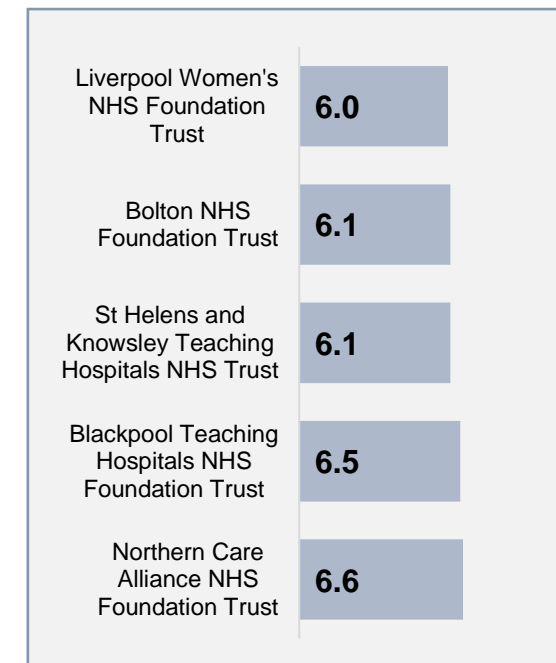 Liverpool Women's
NHS Foundation
Trust
6.0
Bolton NHS
Foundation Trust
6.1
St Helens and
Knowsley Teaching
Hospitals NHS Trust
6.1
Blackpool Teaching
Hospitals NHS
Foundation Trust
6.5
Northern Care
Alliance NHS
Foundation Trust
6.6